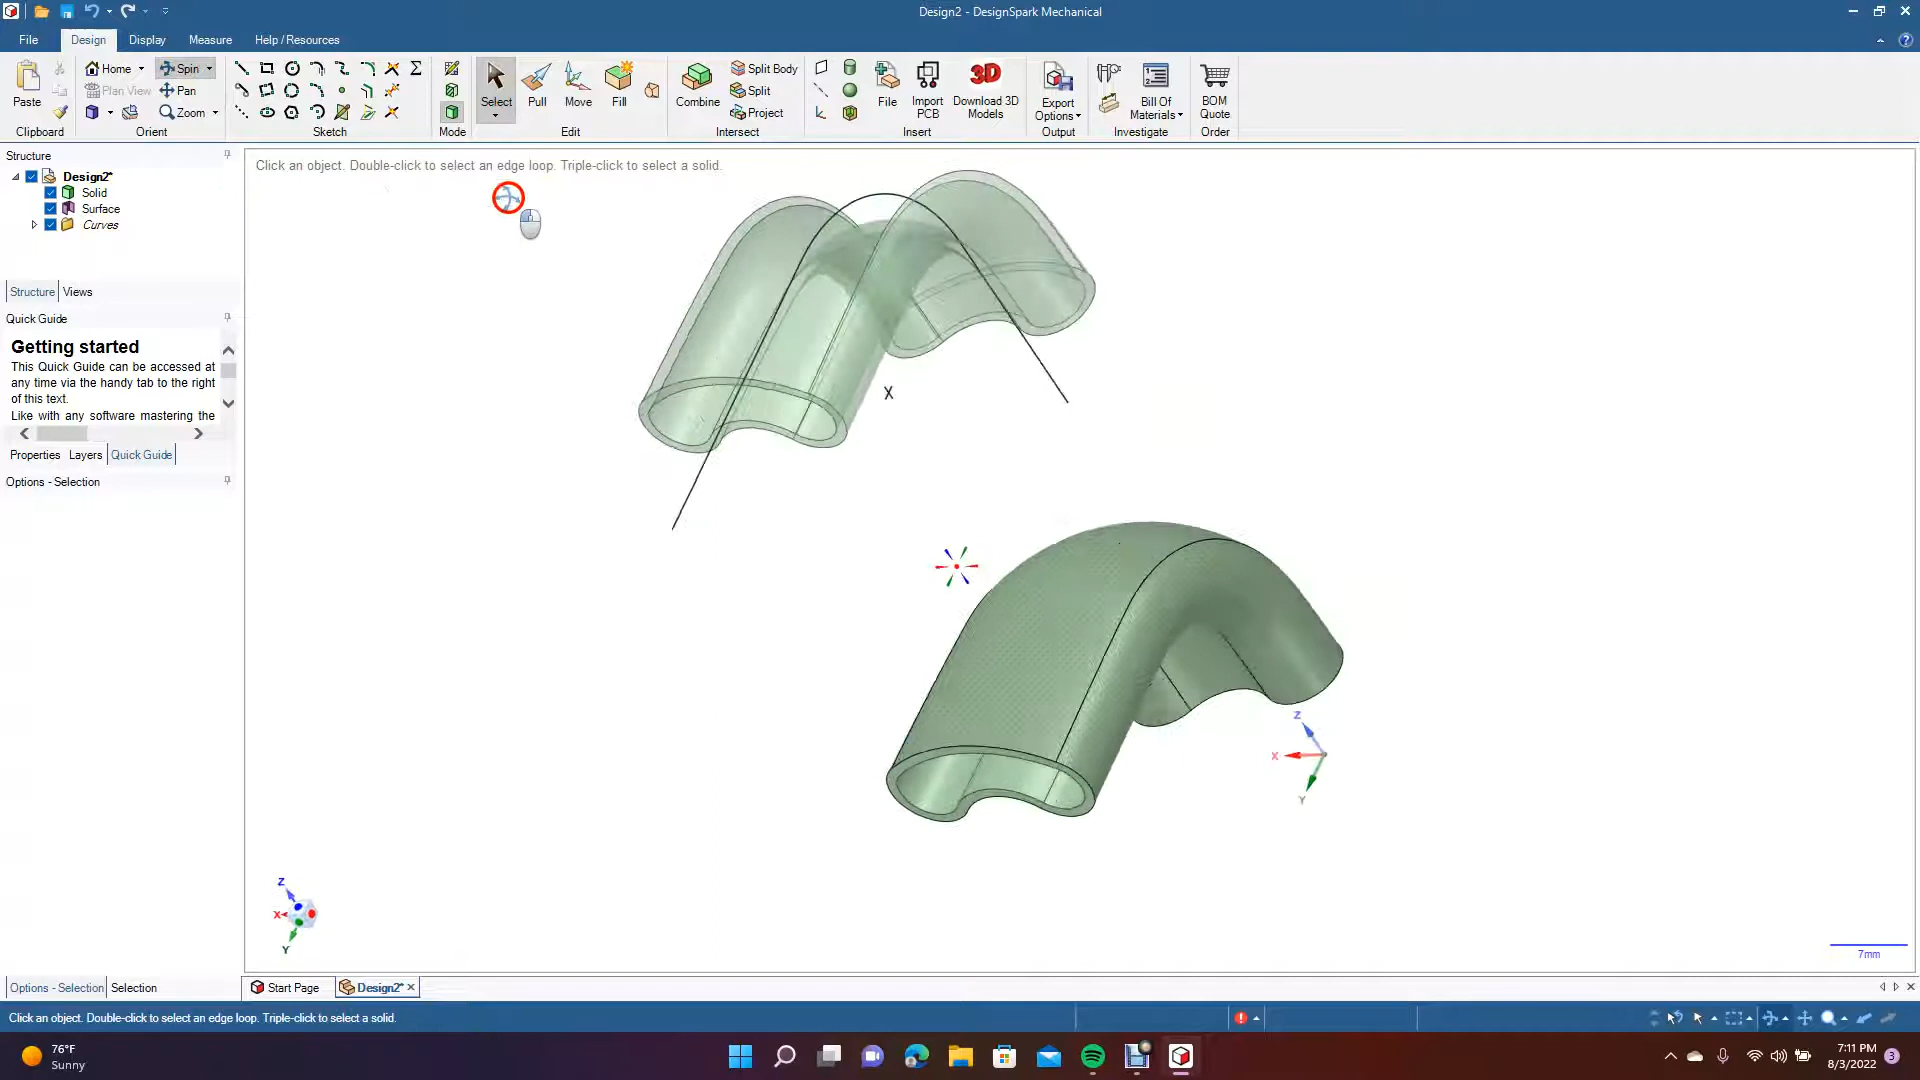 Design2 - DesignSpark Mechanical
File
Design
Display
Measure
Help / Resources
Paste
Clipboard
Home
Plan View
Spin
Pan
Zoom
Orient
Sketch
Mode
Select
Pull
Move
Fill
Edit
Combine
Split Body
Split
Project
Intersect
File
Import PCB
Download 3D Models
3D
Insert
Export Options
Output
Bill Of Materials
Investigate
BOM Quote
Order
Structure
Design2*
Solid
Surface
Curves
Structure
Views
Quick Guide
Getting started
This Quick Guide can be accessed at
any time via the handy tab to the right
of this text.
Like with any software mastering the
Properties
Layers
Quick Guide
Options - Selection
Click an object. Double-click to select an edge loop. Triple-click to select a solid.
X
Z
X
Y
Z
X
Y
7mm
Options - Selection
Selection
Start Page
Design2*
Click an object. Double-click to select an edge loop. Triple-click to select a solid.
76°F
Sunny
7:11 PM
8/3/2022
3